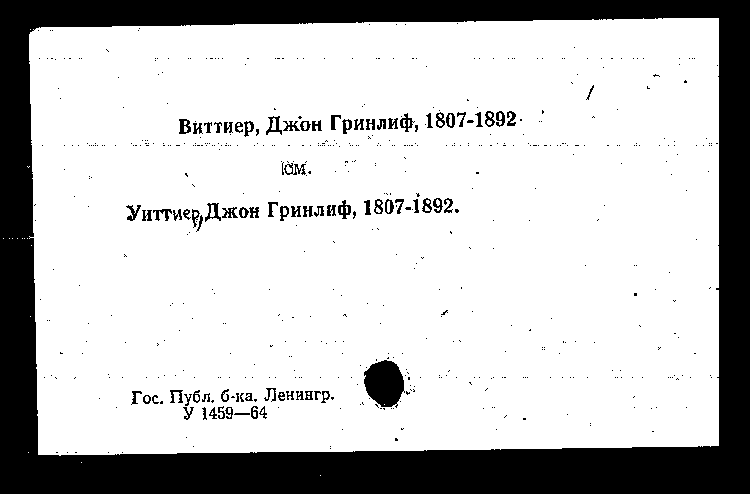 Виттиер, Джон Гринлиф, 1807-1892
см.
Уиттиер, Джон Гринлиф, 1807-1892.
Гос. Публ. б-ка. Ленингр.
У 1459—64